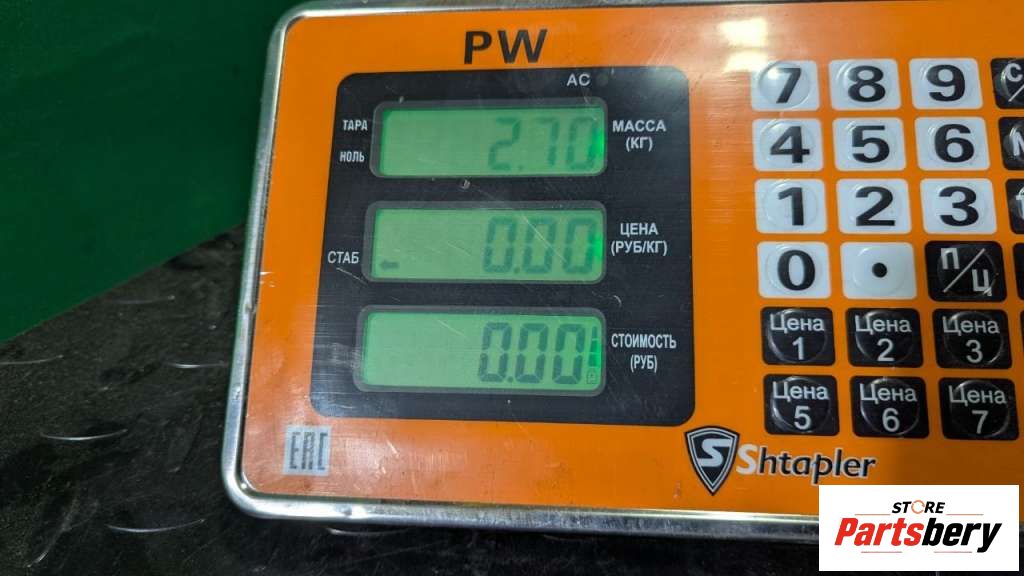 PW
AC
ТАРА
НОЛЬ
2.70
МАССА
(КГ)
СТАБ
0.00
ЦЕНА
(РУБ/КГ)
0.00
СТОИМОСТЬ
(РУБ)
EAC
Shtapler
7 8 9
4 5 6
1 2 3
0 . П/Ц
Цена 1 Цена 2 Цена 3
Цена 5 Цена 6 Цена 7
STORE
Partsbery